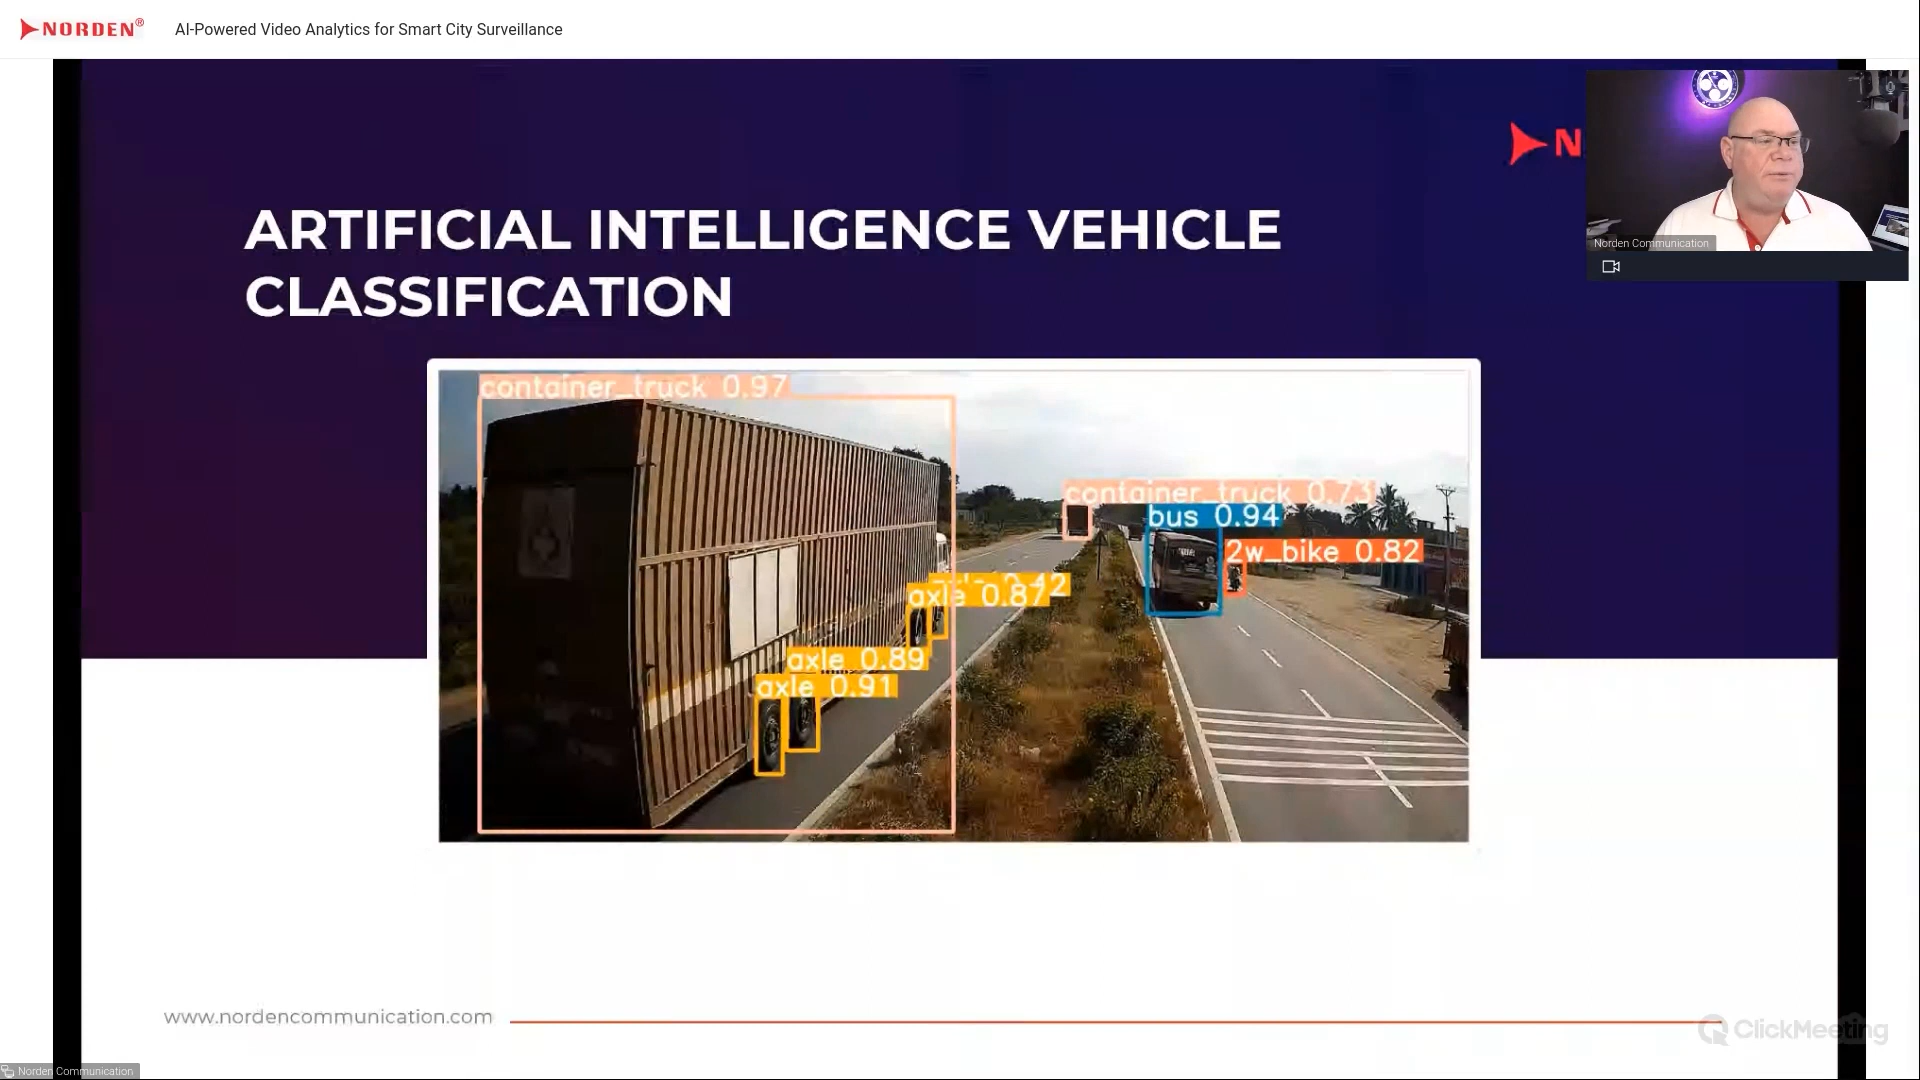 NORDEN®
AI-Powered Video Analytics for Smart City Surveillance
N
ARTIFICIAL INTELLIGENCE VEHICLE
CLASSIFICATION
Norden Communication
container_truck 0.97
container_truck 0.73
bus 0.94
2w_bike 0.82
axle 0.87
axle 0.89
axle 0.91
www.nordencommunication.com
ClickMeeting
Norden Communication